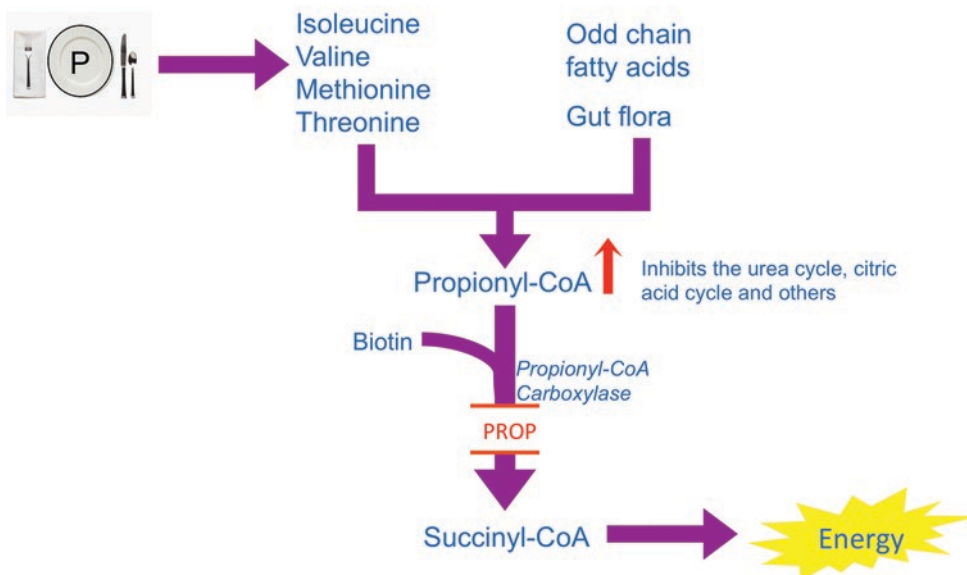 P
Isoleucine
Valine
Methionine
Threonine
Odd chain
fatty acids
Gut flora
Propionyl-CoA
Inhibits the urea cycle, citric
acid cycle and others
Biotin
Propionyl-CoA
Carboxylase
PROP
Succinyl-CoA
Energy